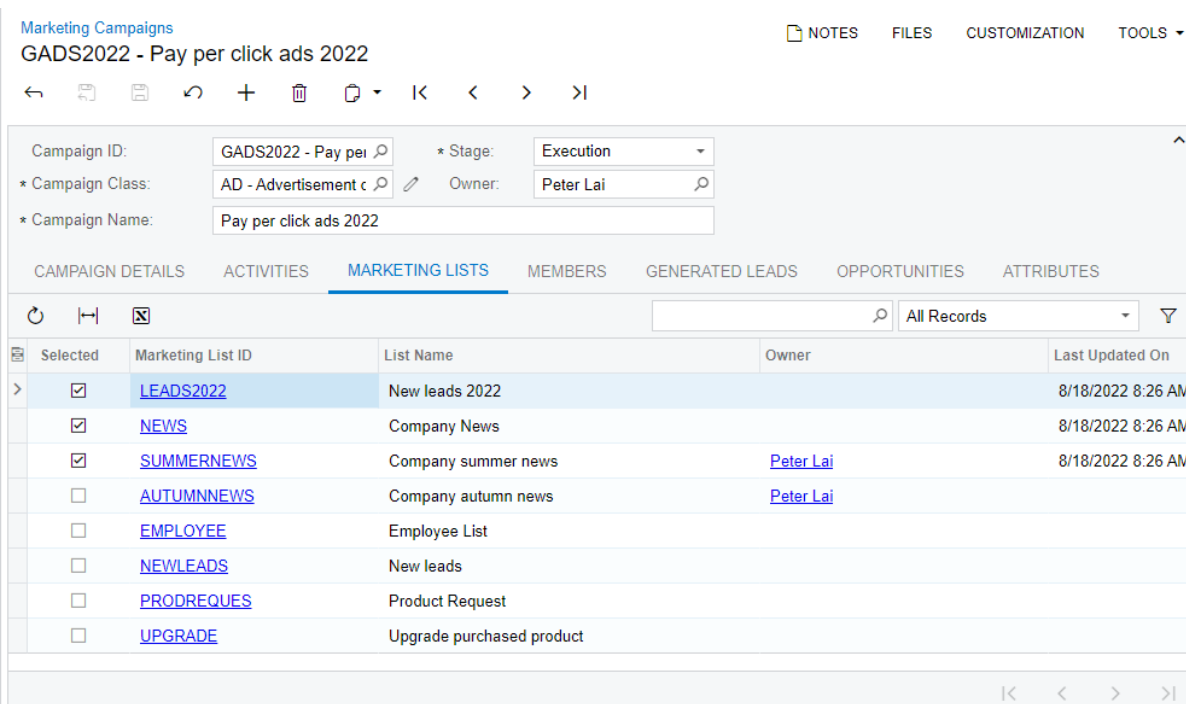 Marketing Campaigns
NOTES FILES CUSTOMIZATION TOOLS
GADS2022 - Pay per click ads 2022
Campaign ID: GADS2022 - Pay per * Stage: Execution
* Campaign Class: AD - Advertisement c Owner: Peter Lai
* Campaign Name: Pay per click ads 2022
CAMPAIGN DETAILS ACTIVITIES MARKETING LISTS MEMBERS GENERATED LEADS OPPORTUNITIES ATTRIBUTES
All Records
Selected Marketing List ID List Name Owner Last Updated On
LEADS2022 New leads 2022 8/18/2022 8:26 AM
NEWS Company News 8/18/2022 8:26 AM
SUMMERNEWS Company summer news Peter Lai 8/18/2022 8:26 AM
AUTUMNNEWS Company autumn news Peter Lai
EMPLOYEE Employee List
NEWLEADS New leads
PRODREQUES Product Request
UPGRADE Upgrade purchased product